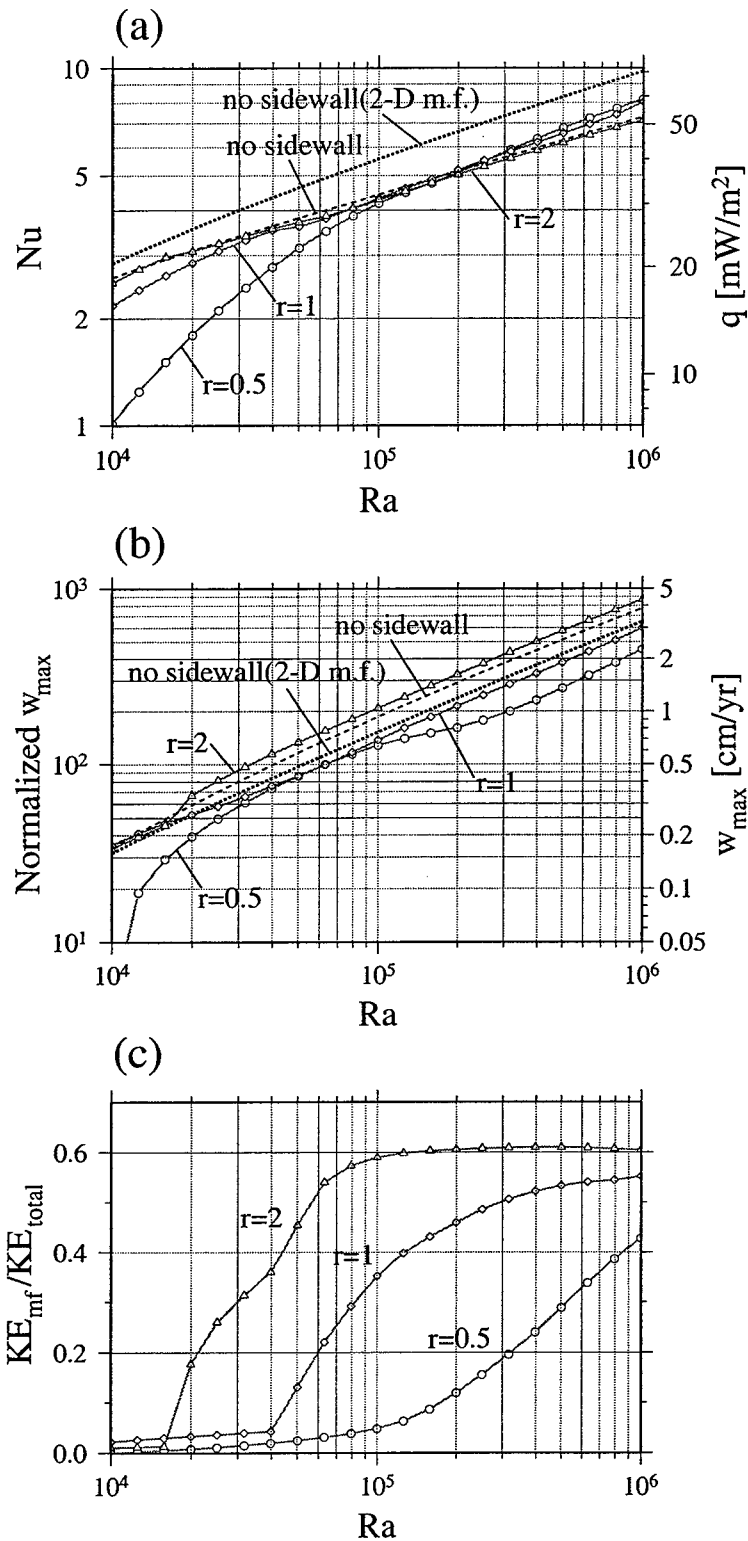 (a)
10
5
2
1
Nu
no sidewall(2-D m.f.)
no sidewall
r=2
r=1
r=0.5
50
20
10
q [mW/m²]
10⁴
10⁵
10⁶
Ra
(b)
10³
10²
10¹
Normalized wₘₐₓ
no sidewall
no sidewall(2-D m.f.)
r=2
r=1
r=0.5
5
2
1
0.5
0.2
0.1
0.05
wₘₐₓ [cm/yr]
10⁴
10⁵
10⁶
Ra
(c)
0.6
0.4
0.2
0.0
KE_mf/KE_total
r=2
r=1
r=0.5
10⁴
10⁵
10⁶
Ra